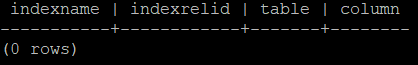 indexname | indexrelid | table | column
-----------+------------+-------+--------
(0 rows)